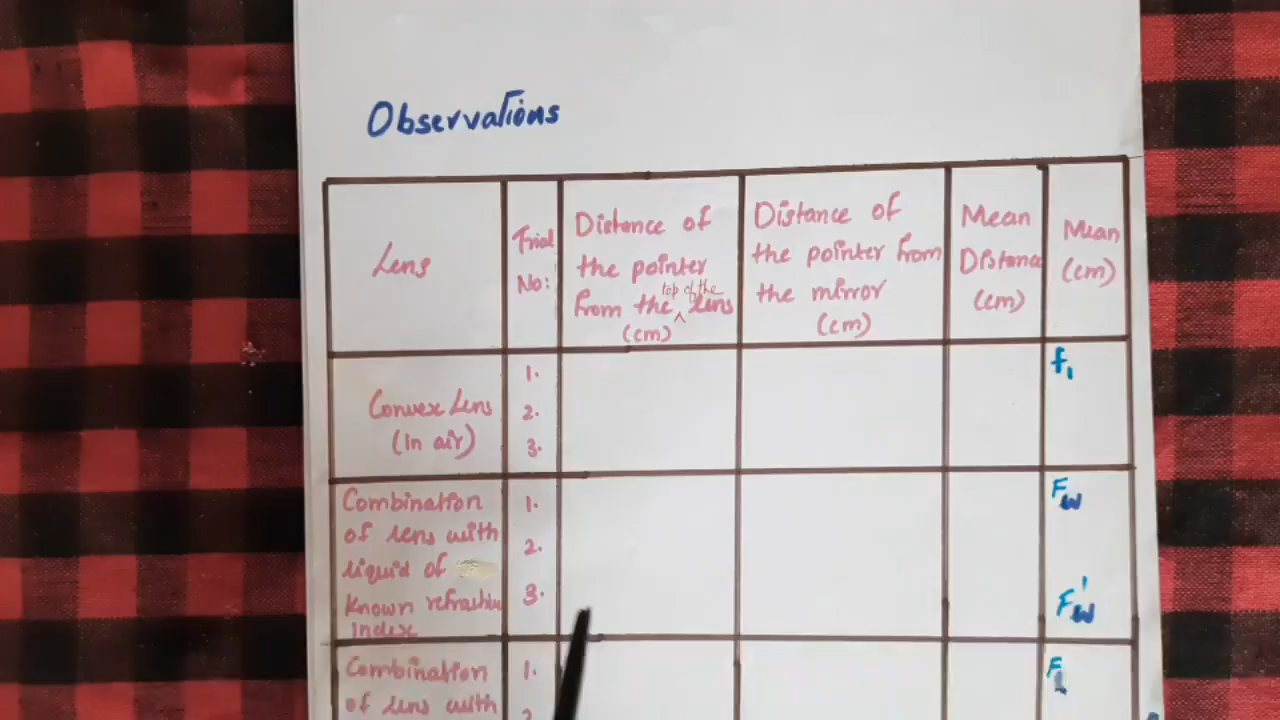 Observations
Lens
Trial
No:
Distance of
the pointer
from the top of the lens
(cm)
Distance of
the pointer from
the mirror
(cm)
Mean
Distance
(cm)
Mean
(cm)
Convex Lens
(in air)
1.
2.
3.
f1
Combination
of lens with
liquid of
known refractive
index
1.
2.
3.
Fw
F'w
Combination
of lens with
1.
2.
FL